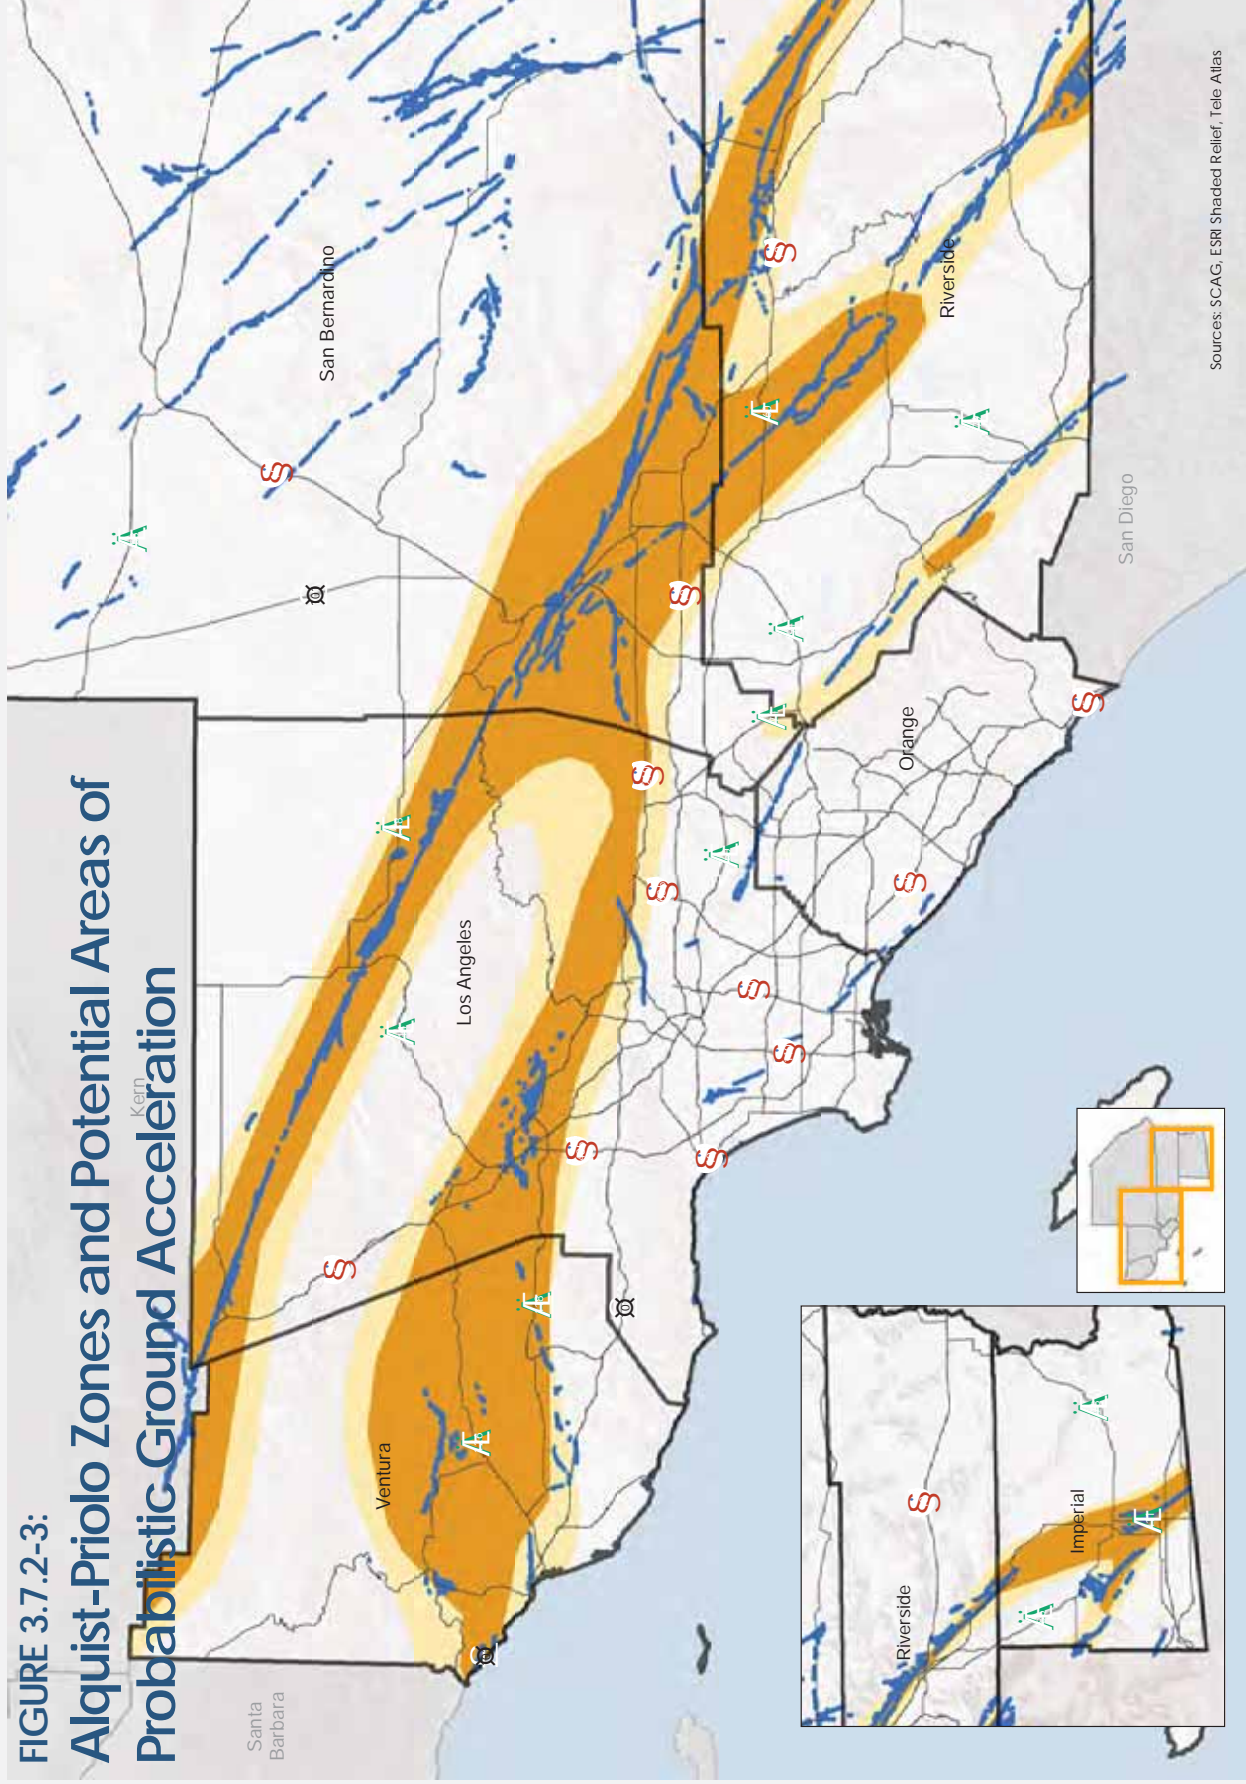 FIGURE 3.7.2-3:
Alquist-Priolo Zones and Potential Areas of
Probabilistic Ground Acceleration
Kern
Santa
Barbara
Ventura
Los Angeles
San Bernardino
Orange
Riverside
San Diego
Riverside
Imperial
Sources: SCAG, ESRI Shaded Relief, Tele Atlas